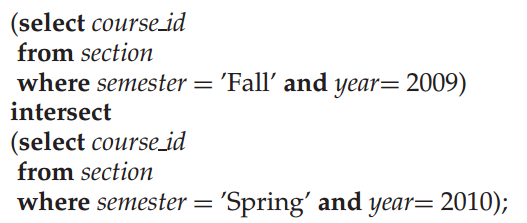 (select course_id
from section
where semester = ’Fall’ and year= 2009)
intersect
(select course_id
from section
where semester = ’Spring’ and year= 2010);